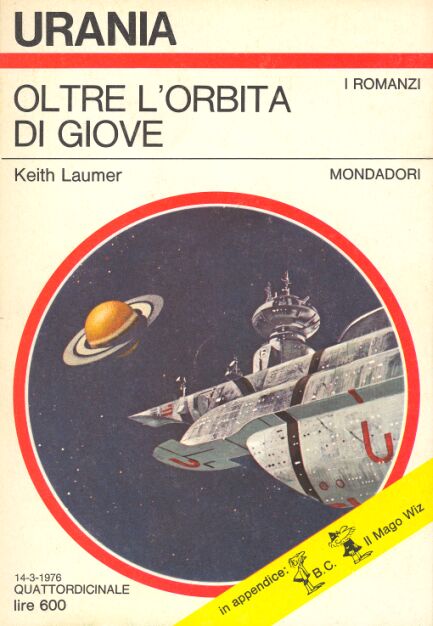 URANIA
I ROMANZI
OLTRE L'ORBITA
DI GIOVE
Keith Laumer
MONDADORI
14-3-1976
QUATTORDICINALE
lire 600
in appendice: B.C. Il Mago Wiz